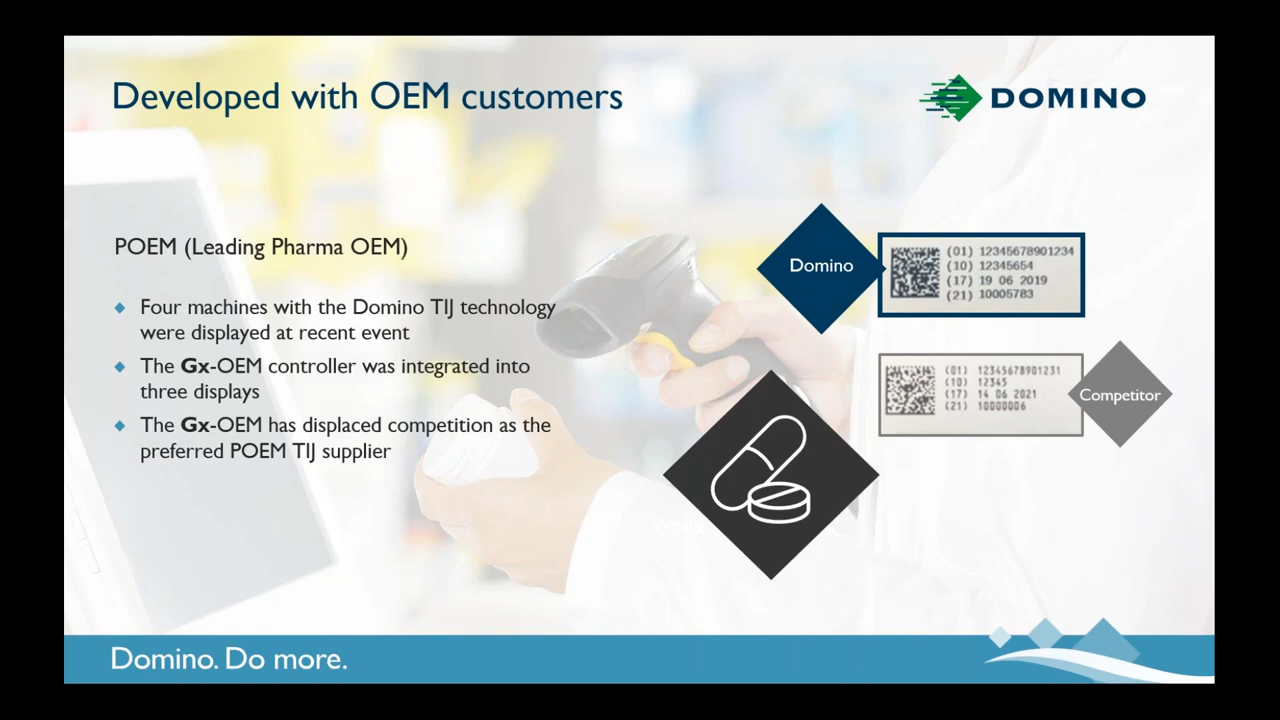 Developed with OEM customers
DOMINO
POEM (Leading Pharma OEM)
Four machines with the Domino TIJ technology
were displayed at recent event
The Gx-OEM controller was integrated into
three displays
The Gx-OEM has displaced competition as the
preferred POEM TIJ supplier
Domino
(01) 12345678901234
(10) 12345654
(17) 19 06 2019
(21) 10005783
(01) 12345678901231
(10) 12345
(17) 14 06 2021
(21) 10000006
Competitor
Domino. Do more.